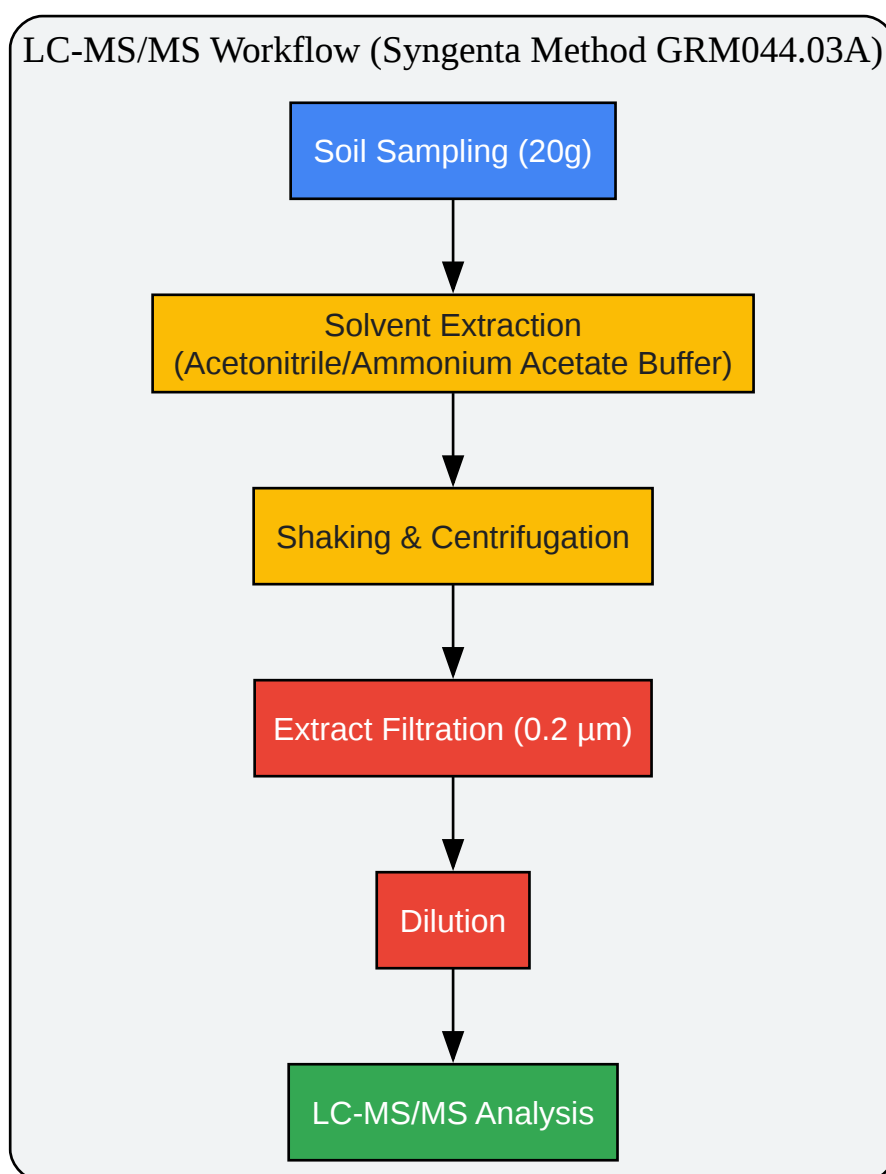 LC-MS/MS Workflow (Syngenta Method GRM044.03A)
Soil Sampling (20g)
Solvent Extraction
(Acetonitrile/Ammonium Acetate Buffer)
Shaking & Centrifugation
Extract Filtration (0.2 µm)
Dilution
LC-MS/MS Analysis